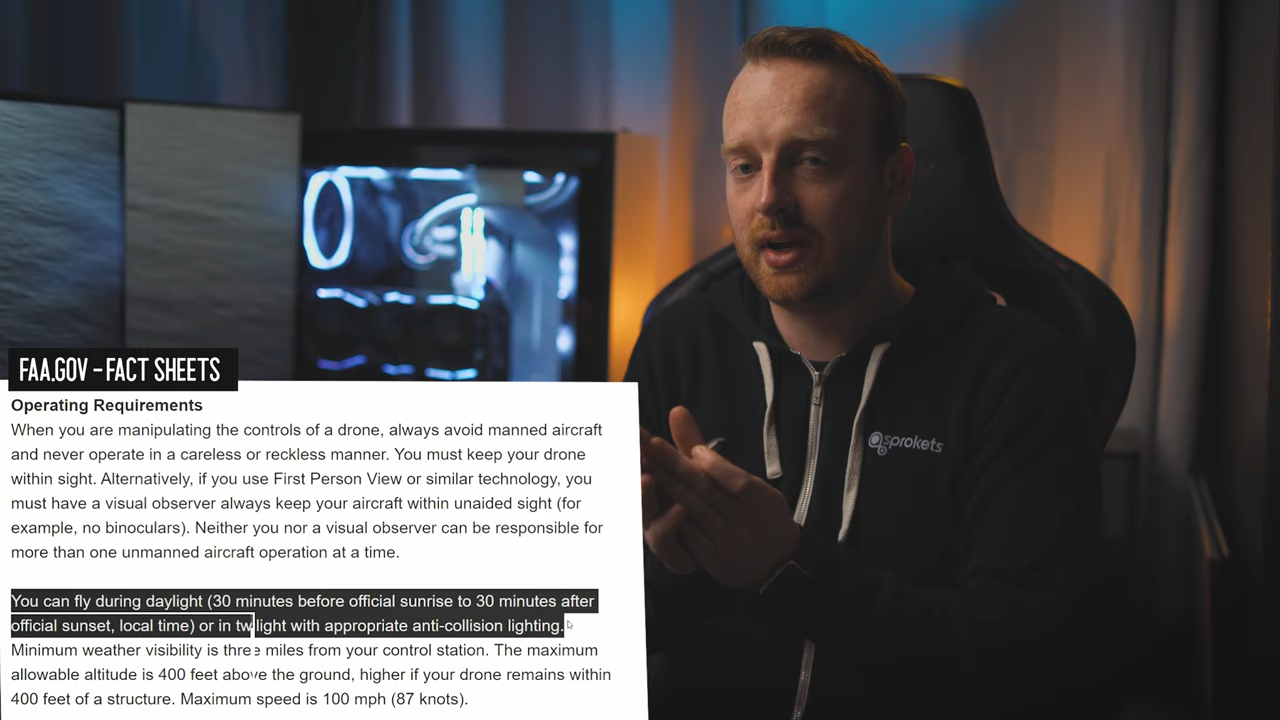 FAA.GOV - FACT SHEETS
Operating Requirements
When you are manipulating the controls of a drone, always avoid manned aircraft
and never operate in a careless or reckless manner. You must keep your drone
within sight. Alternatively, if you use First Person View or similar technology, you
must have a visual observer always keep your aircraft within unaided sight (for
example, no binoculars). Neither you nor a visual observer can be responsible for
more than one unmanned aircraft operation at a time.
You can fly during daylight (30 minutes before official sunrise to 30 minutes after
official sunset, local time) or in twilight with appropriate anti-collision lighting.
Minimum weather visibility is three miles from your control station. The maximum
allowable altitude is 400 feet above the ground, higher if your drone remains within
400 feet of a structure. Maximum speed is 100 mph (87 knots).
sprokets